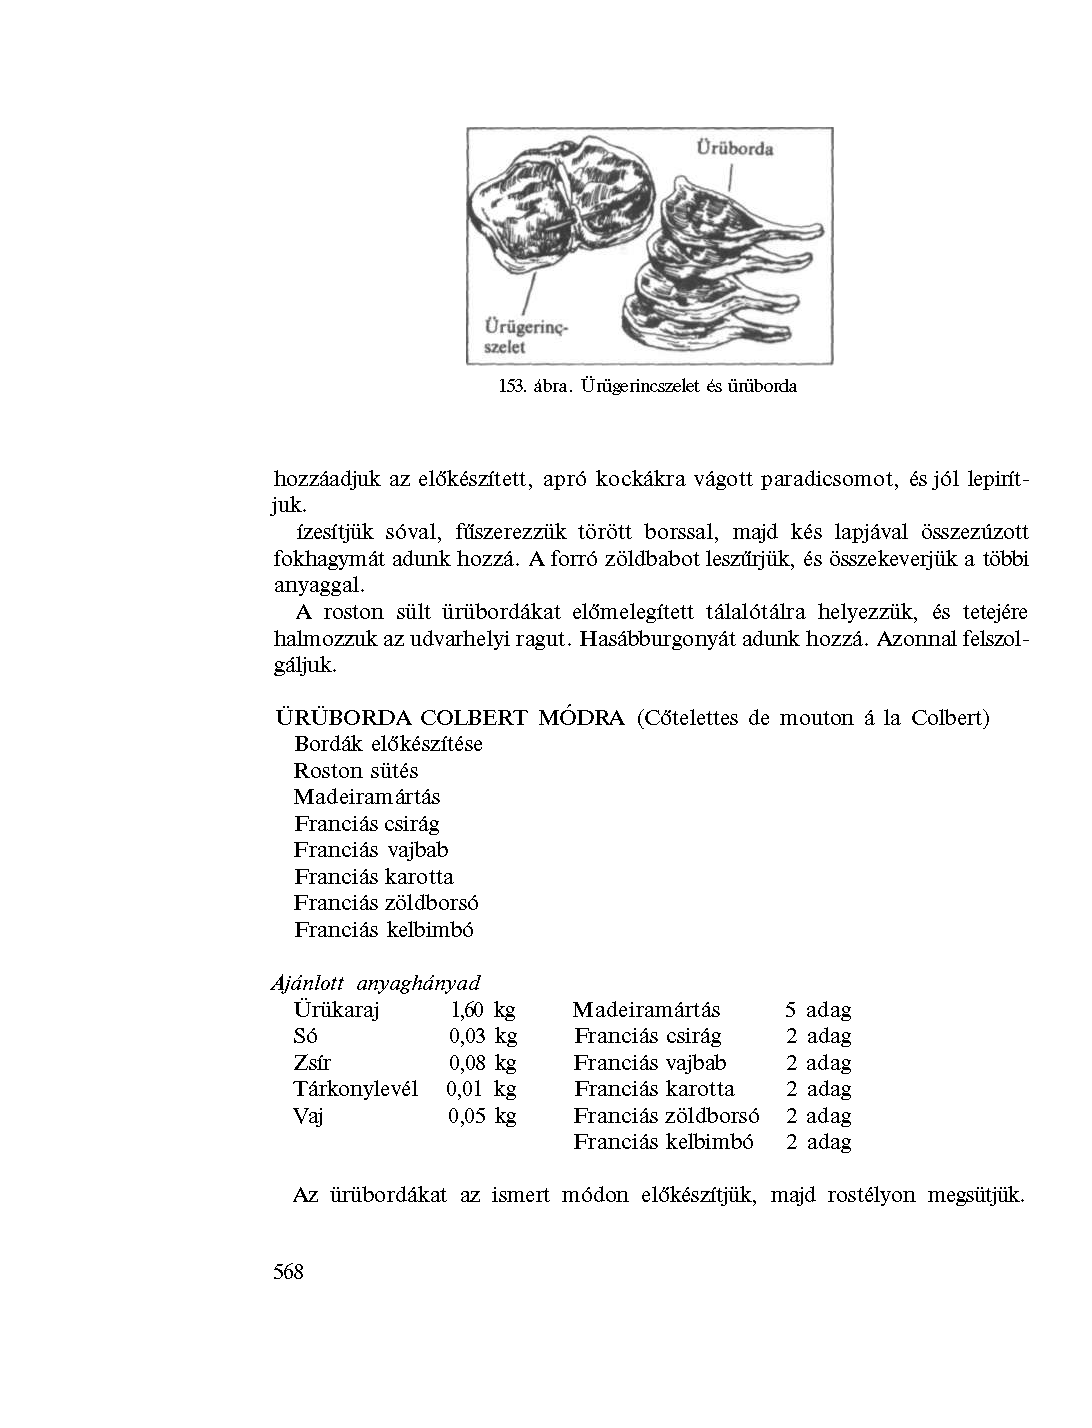 Ürüborda
Ürügerinc-
szelet
153. ábra. Ürügerincszelet és ürüborda
hozzáadjuk az előkészített, apró kockákra vágott paradicsomot, és jól lepirít-
juk.
ízesítjük sóval, fűszerezzük törött borssal, majd kés lapjával összezúzott
fokhagymát adunk hozzá. A forró zöldbabot leszűrjük, és összekeverjük a többi
anyaggal.
A roston sült ürübordákat előmelegített tálalótálra helyezzük, és tetejére
halmozzuk az udvarhelyi ragut. Hasábburgonyát adunk hozzá. Azonnal felszol-
gáljuk.
ÜRÜBORDA COLBERT MÓDRA (Cőtelettes de mouton á la Colbert)
Bordák előkészítése
Roston sütés
Madeiramártás
Franciás csirág
Franciás vajbab
Franciás karotta
Franciás zöldborsó
Franciás kelbimbó
Ajánlott anyaghányad
Ürükaraj 1,60 kg Madeiramártás 5 adag
Só 0,03 kg Franciás csirág 2 adag
Zsír 0,08 kg Franciás vajbab 2 adag
Tárkonylevél 0,01 kg Franciás karotta 2 adag
Vaj 0,05 kg Franciás zöldborsó 2 adag
Franciás kelbimbó 2 adag
Az ürübordákat az ismert módon előkészítjük, majd rostélyon megsütjük.
568